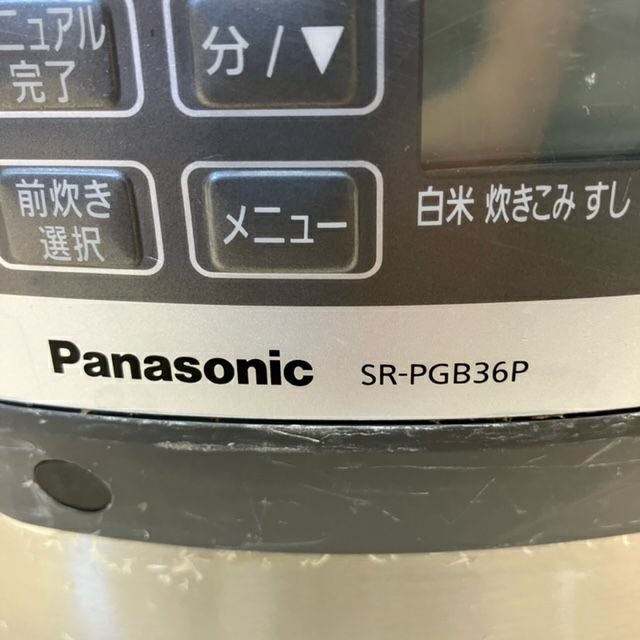 ニュアル
完了
分/▼
前炊き
選択
メニュー
白米 炊きこみ すし
Panasonic SR-PGB36P